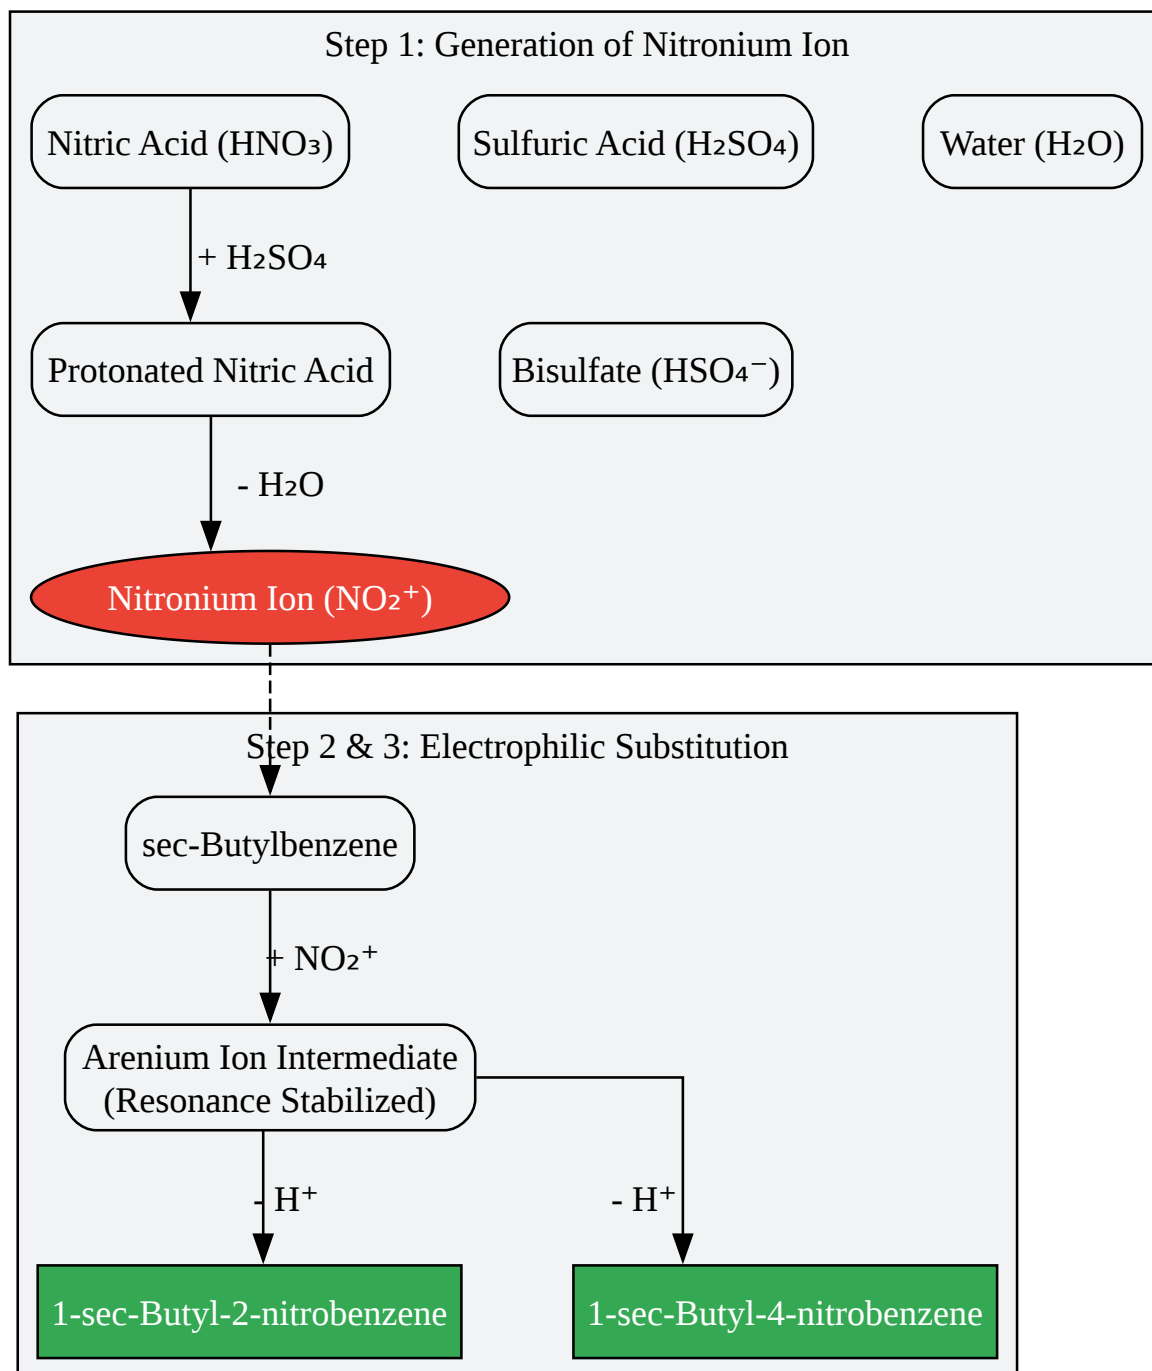 Step 1: Generation of Nitronium Ion
Nitric Acid (HNO₃)
Sulfuric Acid (H₂SO₄)
Water (H₂O)
+ H₂SO₄
Protonated Nitric Acid
Bisulfate (HSO₄⁻)
- H₂O
Nitronium Ion (NO₂⁺)
Step 2 & 3: Electrophilic Substitution
sec-Butylbenzene
+ NO₂⁺
Arenium Ion Intermediate
(Resonance Stabilized)
- H⁺
- H⁺
1-sec-Butyl-2-nitrobenzene
1-sec-Butyl-4-nitrobenzene